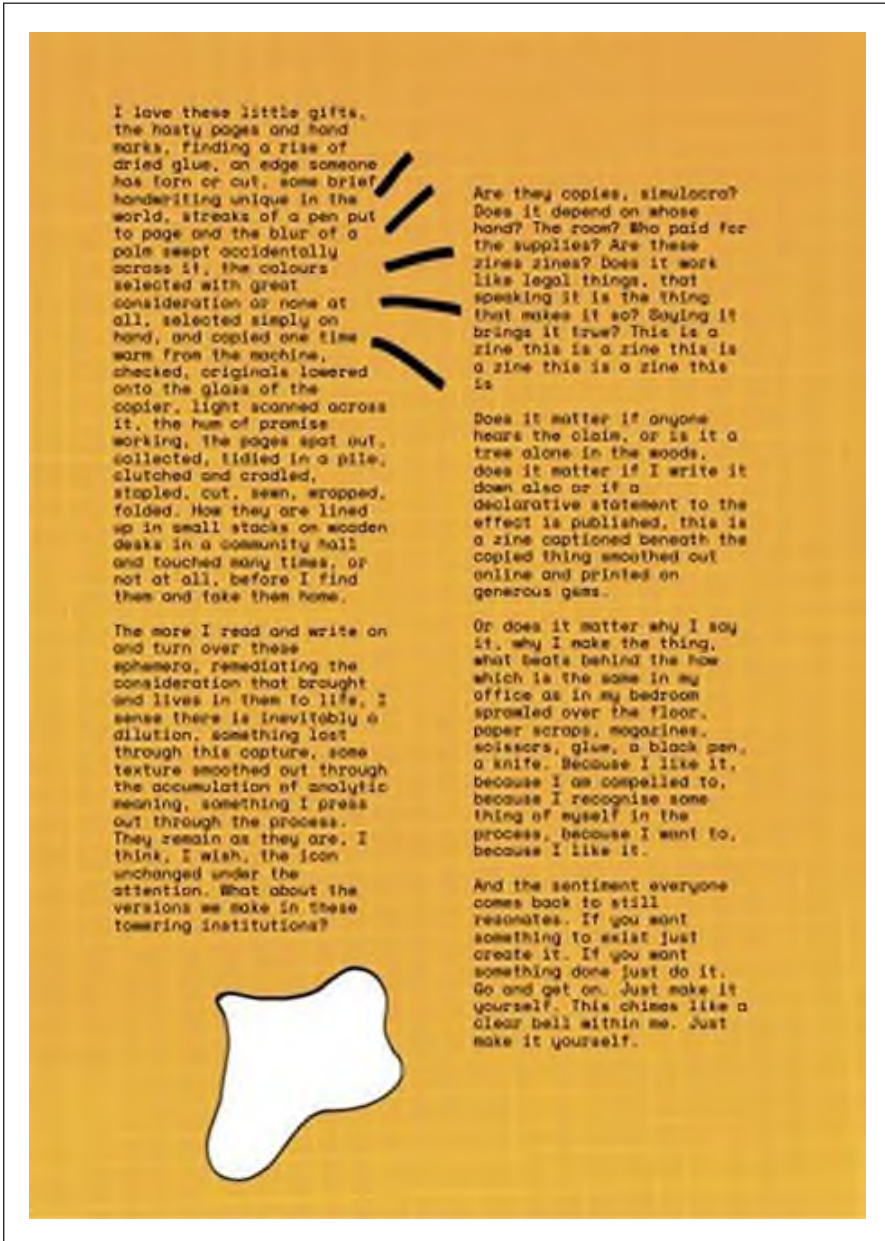 I love these little gifts,
the hasty pages and hand
marks, finding a rise of
dried glue, an edge someone
has torn or cut, some brief
handwriting unique in the
world, streaks of a pen put
to page and the blur of a
palm swept accidentally
across it, the colours
selected with great
consideration or none at
all, selected simply on
hand, and copied one time
warm from the machine,
checked, originals lowered
onto the glass of the
copier, light scanned across
it, the hum of promise
working, the pages spat out,
collected, tidied in a pile,
clutched and cradled,
stapled, cut, sewn, wrapped,
folded. How they are lined
up in small stacks on wooden
desks in a community hall
and touched many times, or
not at all, before I find
them and take them home.
The more I read and write on
and turn over these
ephemera, remediating the
consideration that brought
and lives in them to life, I
sense there is inevitably a
dilution, something lost
through this capture, some
texture smoothed out through
the accumulation of analytic
meaning, something I press
out through the process.
They remain as they are, I
think, I wish, the icon
unchanged under the
attention. What about the
versions we make in these
towering institutions?
Are they copies, simulacra?
Does it depend on whose
hand? The room? Who paid for
the supplies? Are these
zines zines? Does it work
like legal things, that
speaking it is the thing
that makes it so? Saying it
brings it true? This is a
zine this is a zine this is
a zine this is a zine this
is
Does it matter if anyone
hears the claim, or is it a
tree alone in the woods,
does it matter if I write it
down also or if a
declarative statement to the
effect is published, this is
a zine captioned beneath the
copied thing smoothed out
online and printed on
generous gsms.
Or does it matter why I say
it, why I make the thing,
what beats behind the how
which is the same in my
office as in my bedroom
sprawled over the floor,
paper scraps, magazines,
scissors, glue, a black pen,
a knife. Because I like it,
because I am compelled to,
because I recognise some
thing of myself in the
process, because I want to,
because I like it.
And the sentiment everyone
comes back to still
resonates. If you want
something to exist just
create it. If you want
something done just do it.
Go and get on. Just make it
yourself. This chimes like a
clear bell within me. Just
make it yourself.